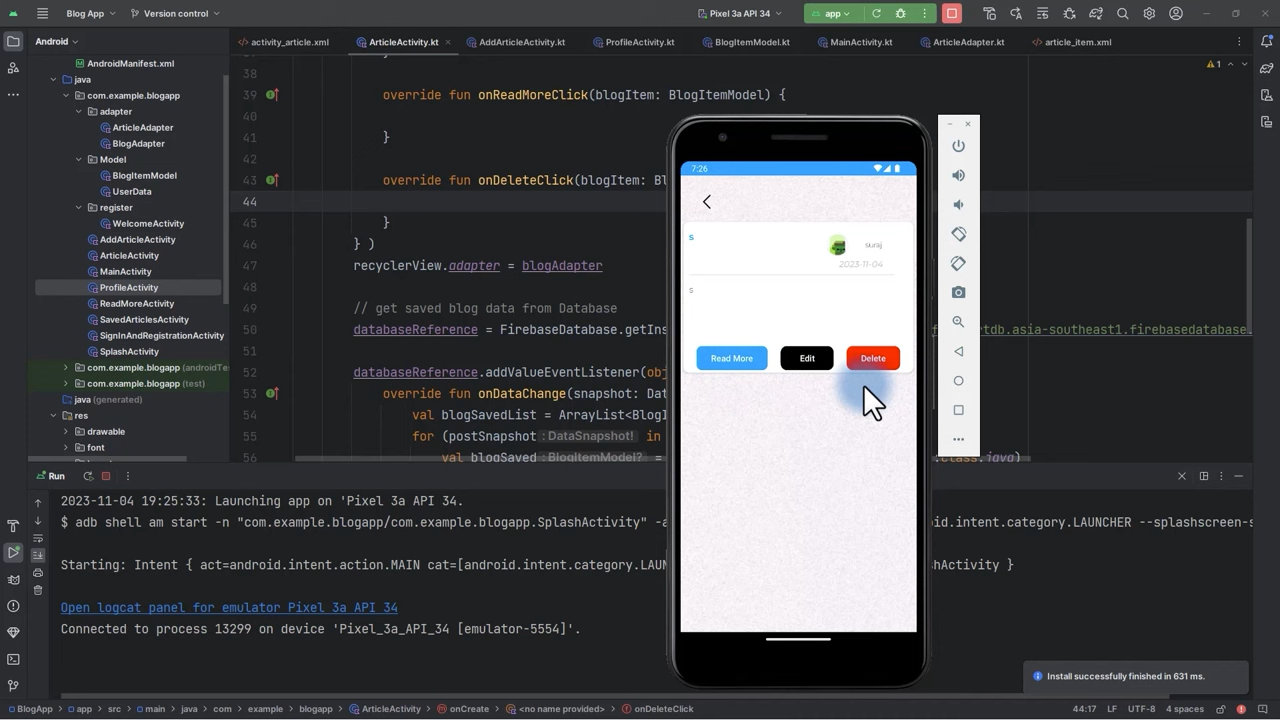 Blog App
Version control
Pixel 3a API 34
app
Android
activity_article.xml
ArticleActivity.kt
AddArticleActivity.kt
ProfileActivity.kt
BlogItemModel.kt
MainActivity.kt
ArticleAdapter.kt
article_item.xml
AndroidManifest.xml
java
com.example.blogapp
adapter
ArticleAdapter
BlogAdapter
Model
BlogItemModel
UserData
register
WelcomeActivity
AddArticleActivity
ArticleActivity
MainActivity
ProfileActivity
ReadMoreActivity
SavedArticlesActivity
SignInAndRegistrationActivity
SplashActivity
com.example.blogapp (androidTe
com.example.blogapp (test)
java (generated)
res
drawable
font
1
38
39 override fun onReadMoreClick(blogItem: BlogItemModel) {
40
41 }
42
43 override fun onDeleteClick(blogItem: Bl
44
45 }
46 } )
47 recyclerView.adapter = blogAdapter
48
49 // get saved blog data from Database
50 databaseReference = FirebaseDatabase.getIns
rtdb.asia-southeast1.firebasedatabase.
51
52 databaseReference.addValueEventListener(obj
53 override fun onDataChange(snapshot: Dat
54 val blogSavedList = ArrayList<BlogI
55 for (postSnapshot : DataSnapshot! in
56 val blogSaved : BlogItemModel? =
.class.java)
7:26
s
suraj
2023-11-04
s
Read More
Edit
Delete
Run
2023-11-04 19:25:33: Launching app on 'Pixel 3a API 34.
$ adb shell am start -n "com.example.blogapp/com.example.blogapp.SplashActivity" -a
oid.intent.category.LAUNCHER --splashscreen-s
Starting: Intent { act=android.intent.action.MAIN cat=[android.intent.category.LAU
shActivity }
Open logcat panel for emulator Pixel 3a API 34
Connected to process 13299 on device 'Pixel_3a_API_34 [emulator-5554]'.
Install successfully finished in 631 ms.
BlogApp
app
src
main
java
com
example
blogapp
ArticleActivity
onCreate
<no name provided>
onDeleteClick
44:17
LF
UTF-8
4 spaces